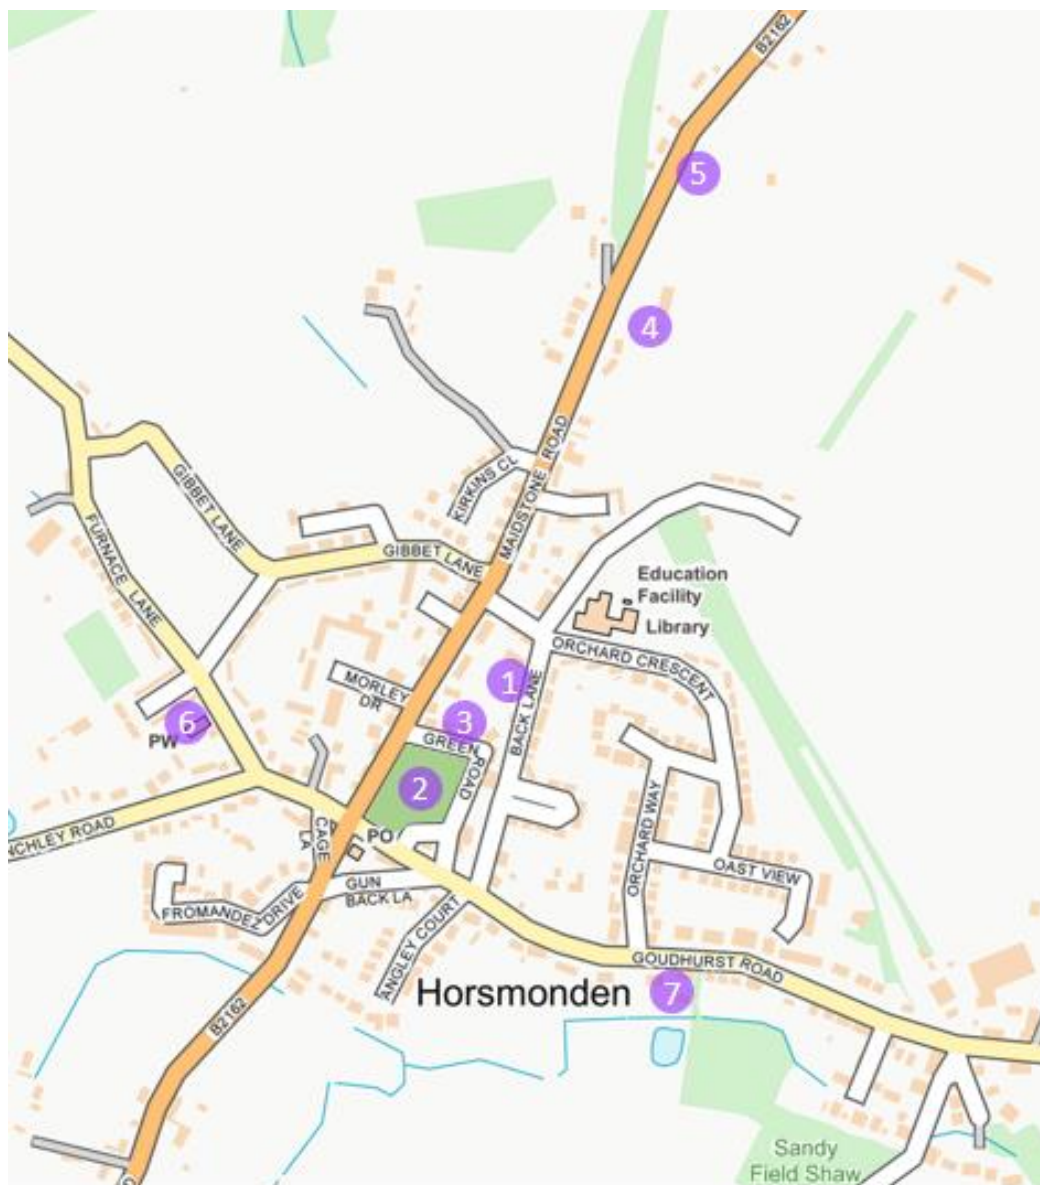 B2162
5
4
MAIDSTONE ROAD
KIRKINS CL
GIBBET LANE
GIBBET LANE
FURNACE LANE
Education
Facility
Library
ORCHARD CRESCENT
1
BACK LANE
MORLEY
DR
3
GREEN
ROAD
6
PW
2
NCHLEY ROAD
CAGE
LA
PO
ORCHARD WAY
OAST VIEW
GUN
BACK LA
FROMANDEZ DRIVE
ANGLEY COURT
GOUDHURST ROAD
Horsmonden
7
B2162
Sandy
Field Shaw